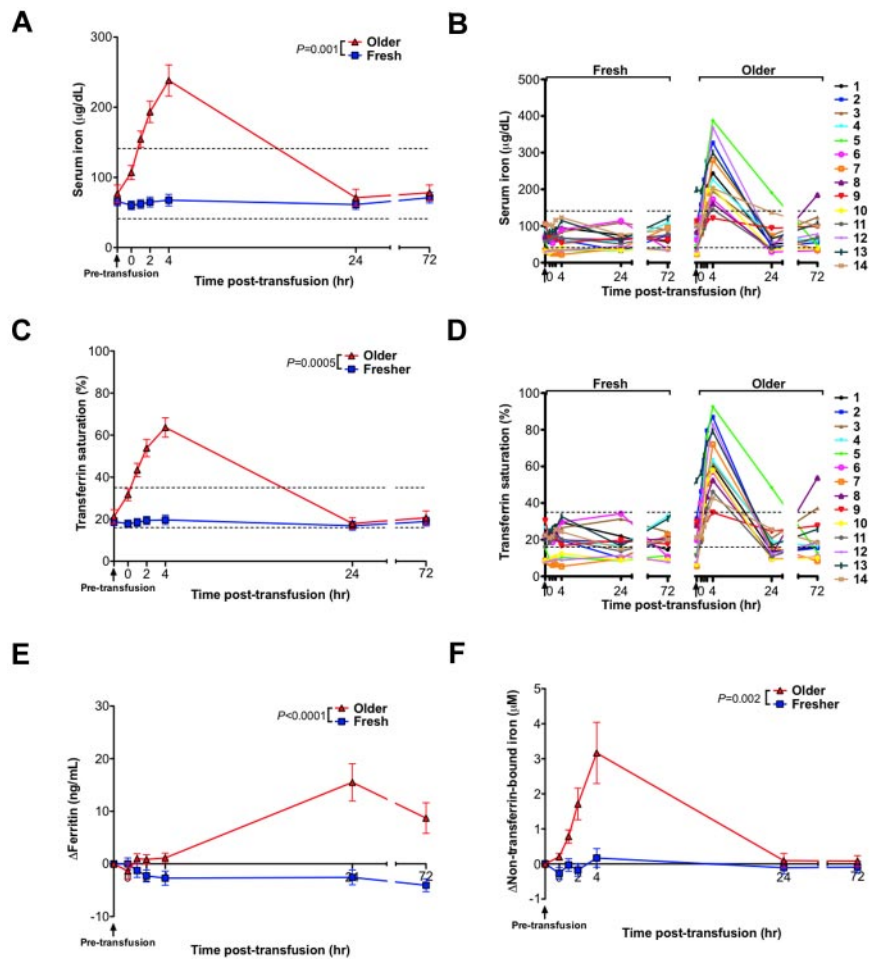 A
P=0.001
Older
Fresh
Serum iron (µg/dL)
300
200
100
0
0 2 4 24 72
Pre-transfusion
Time post-transfusion (hr)
B
Fresh
Older
Serum iron (µg/dL)
500
400
300
200
100
0
0 4 24 72 0 4 24 72
Time post-transfusion (hr)
1
2
3
4
5
6
7
8
9
10
11
12
13
14
C
P=0.0005
Older
Fresher
Transferrin saturation (%)
100
80
60
40
20
0
0 2 4 24 72
Pre-transfusion
Time post-transfusion (hr)
D
Fresh
Older
Transferrin saturation (%)
100
80
60
40
20
0
0 4 24 72 0 4 24 72
Time post-transfusion (hr)
1
2
3
4
5
6
7
8
9
10
11
12
13
14
E
P<0.0001
Older
Fresh
ΔFerritin (ng/mL)
30
20
10
0
-10
24 72
Pre-transfusion
Time post-transfusion (hr)
F
P=0.002
Older
Fresher
ΔNon-transferrin-bound iron (µM)
5
4
3
2
1
0
-1
2 4 24 72
Pre-transfusion
Time post-transfusion (hr)